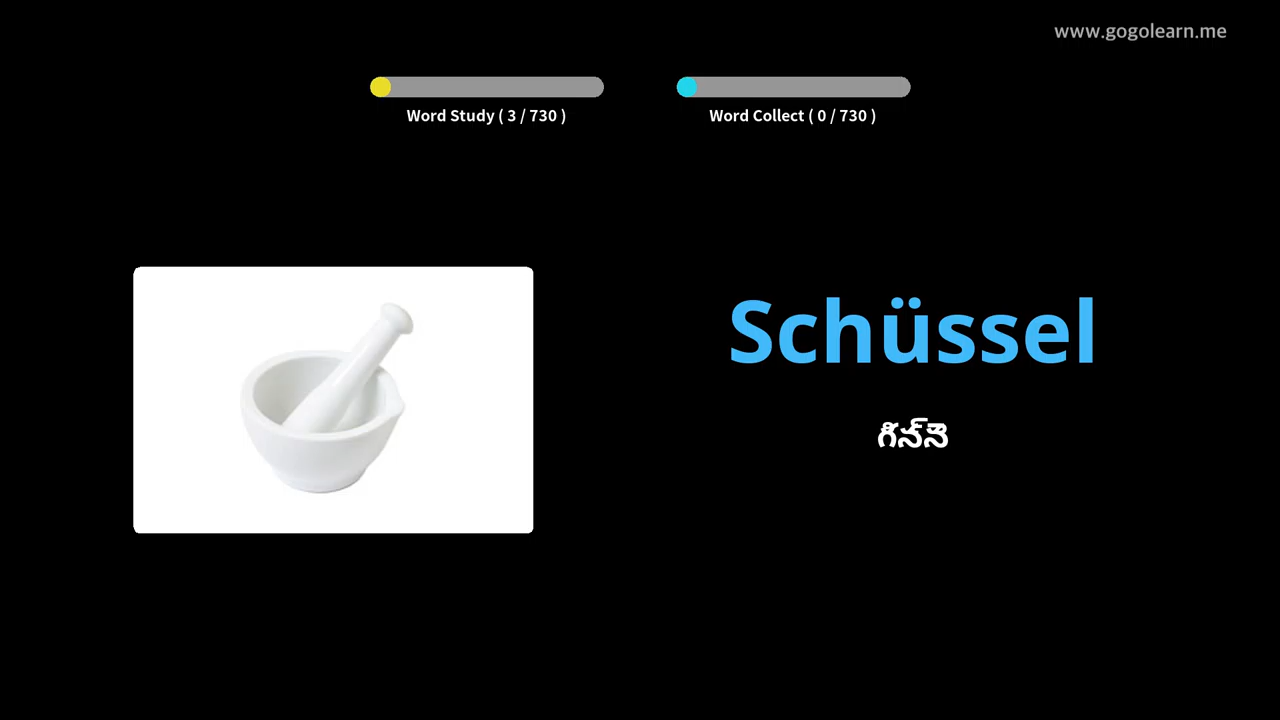 www.gogolearn.me
Word Study ( 3 / 730 )
Word Collect ( 0 / 730 )
Schüssel
గిన్నె